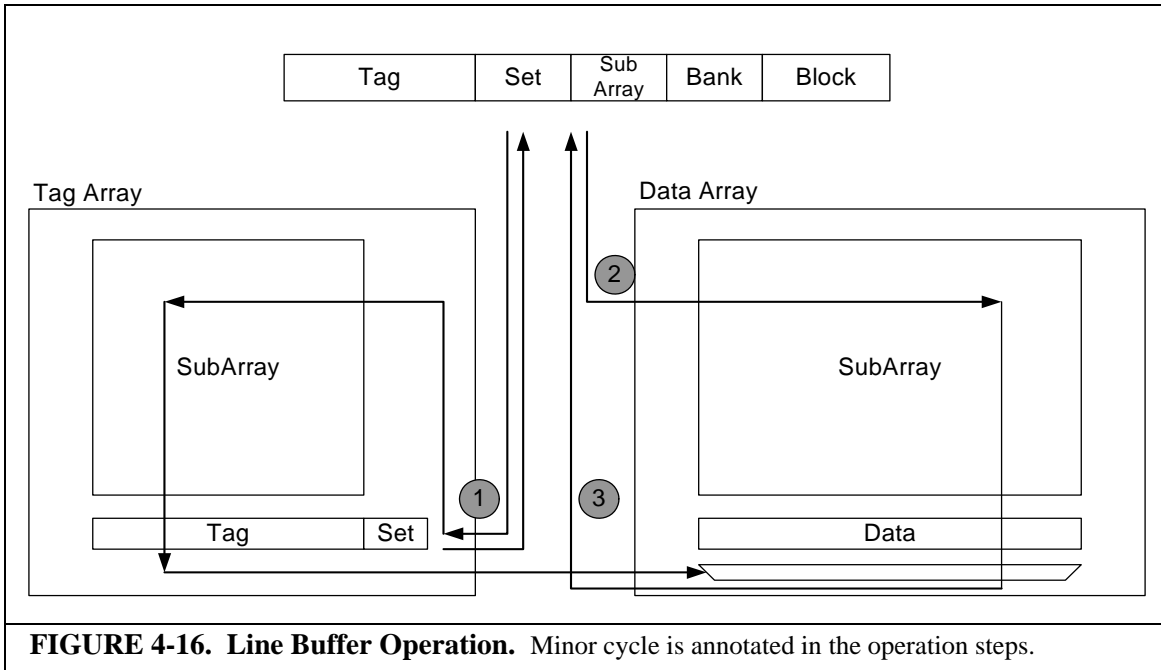 Tag Set Sub Array Bank Block
Tag Array
Data Array
2
SubArray
SubArray
1
3
Tag Set
Data
FIGURE 4-16. Line Buffer Operation. Minor cycle is annotated in the operation steps.